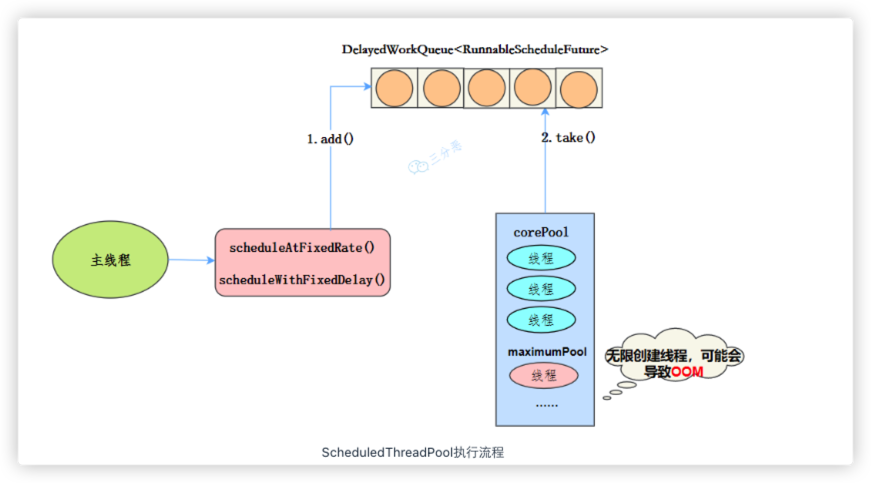 DelayedWorkQueue<RunnableScheduleFuture>
1.add()
2.take()
三分恶
主线程
scheduleAtFixedRate()
scheduleWithFixedDelay()
corePool
线程
线程
线程
maximumPool
线程
......
无限创建线程，可能会
导致OOM
ScheduledThreadPool执行流程